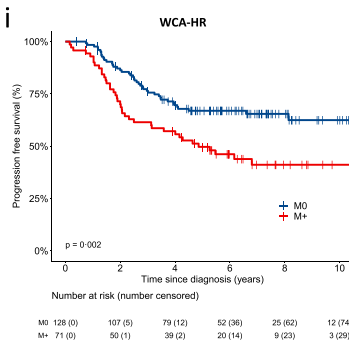 i
WCA-HR
100%
75%
50%
25%
0%
Progression free survival (%)
M0
M+
p = 0·002
0 2 4 6 8 10
Time since diagnosis (years)
Number at risk (number censored)
M0 128 (0) 107 (5) 79 (12) 52 (36) 25 (62) 12 (74
M+ 71 (0) 50 (1) 39 (2) 20 (14) 9 (23) 3 (29)